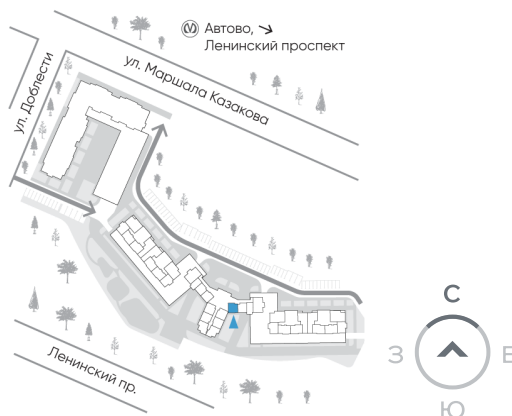 Автово, ↘
Ленинский проспект
ул. Маршала Казакова
ул. Доблести
Ленинский пр.
С
З
В
Ю